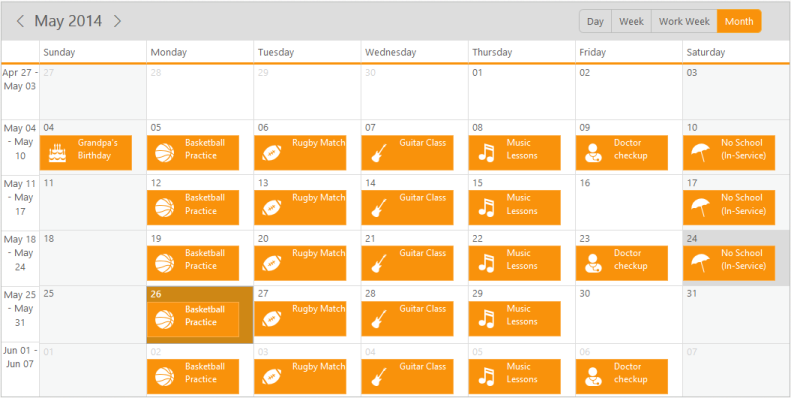 May 2014
Day Week Work Week Month
Sunday Monday Tuesday Wednesday Thursday Friday Saturday
Apr 27 -
May 03
27 28 29 30 01 02 03
May 04
- May
10
04 05 06 07 08 09 10
Grandpa's
Birthday
Basketball
Practice
Rugby Match
Guitar Class
Music
Lessons
Doctor
checkup
No School
(In-Service)
May 11
- May
17
11 12 13 14 15 16 17
Basketball
Practice
Rugby Match
Guitar Class
Music
Lessons
No School
(In-Service)
May 18
- May
24
18 19 20 21 22 23 24
Basketball
Practice
Rugby Match
Guitar Class
Music
Lessons
Doctor
checkup
No School
(In-Service)
May 25
- May
31
25 26 27 28 29 30 31
Basketball
Practice
Rugby Match
Guitar Class
Music
Lessons
Jun 01 -
Jun 07
01 02 03 04 05 06 07
Basketball
Practice
Rugby Match
Guitar Class
Music
Lessons
Doctor
checkup